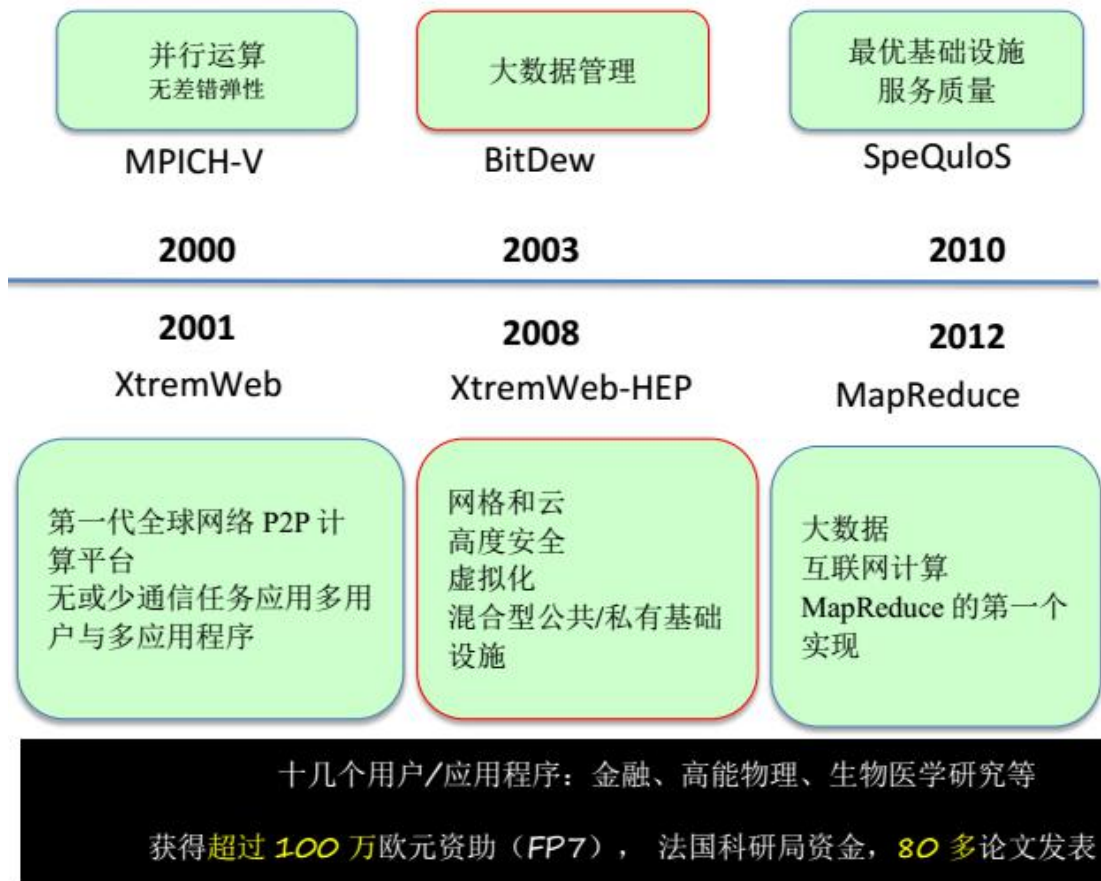 并行运算
无差错弹性
大数据管理
最优基础设施
服务质量
MPICH-V
BitDew
SpeQuloS
2000
2003
2010
2001
2008
2012
XtremWeb
XtremWeb-HEP
MapReduce
第一代全球网络 P2P 计
算平台
无或少通信任务应用多用
户与多应用程序
网格和云
高度安全
虚拟化
混合型公共/私有基础
设施
大数据
互联网计算
MapReduce 的第一个
实现
十几个用户/应用程序：金融、高能物理、生物医学研究等
获得超过 100 万欧元资助（FP7）， 法国科研局资金，80 多论文发表